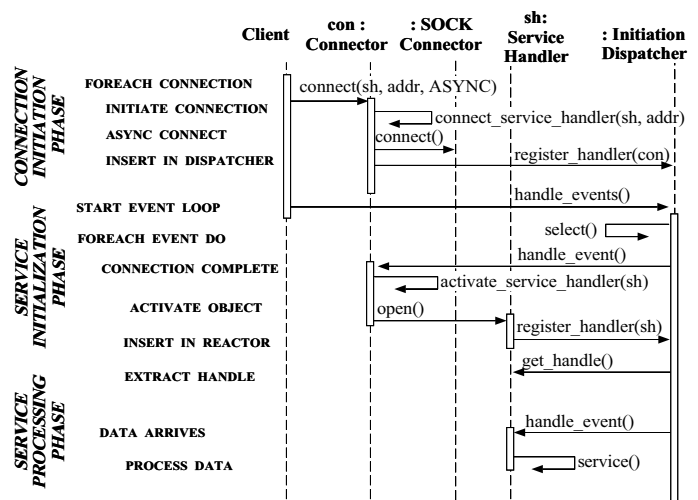 Client
con :
Connector
: SOCK
Connector
sh:
Service
Handler
: Initiation
Dispatcher
CONNECTION
INITIATION
PHASE
FOREACH CONNECTION
connect(sh, addr, ASYNC)
INITIATE CONNECTION
connect_service_handler(sh, addr)
ASYNC CONNECT
connect()
INSERT IN DISPATCHER
register_handler(con)
START EVENT LOOP
handle_events()
SERVICE
INITIALIZATION
PHASE
FOREACH EVENT DO
select()
handle_event()
CONNECTION COMPLETE
activate_service_handler(sh)
ACTIVATE OBJECT
open()
INSERT IN REACTOR
register_handler(sh)
EXTRACT HANDLE
get_handle()
SERVICE
PROCESSING
PHASE
DATA ARRIVES
handle_event()
PROCESS DATA
service()